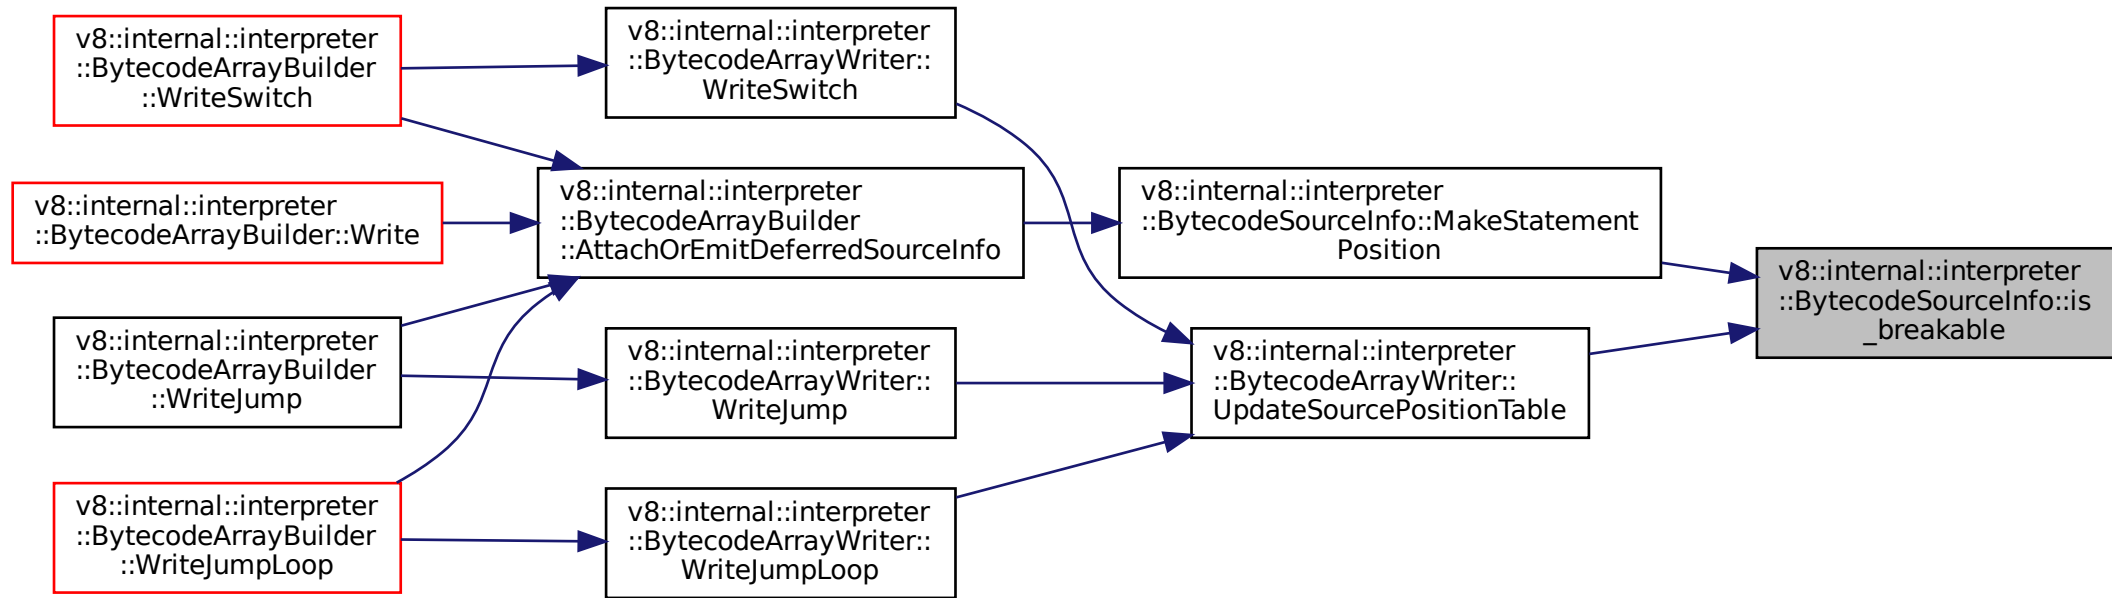 v8::internal::interpreter
::BytecodeArrayBuilder
::WriteSwitch
v8::internal::interpreter
::BytecodeArrayBuilder::Write
v8::internal::interpreter
::BytecodeArrayBuilder
::WriteJump
v8::internal::interpreter
::BytecodeArrayBuilder
::WriteJumpLoop
v8::internal::interpreter
::BytecodeArrayWriter::
WriteSwitch
v8::internal::interpreter
::BytecodeArrayBuilder
::AttachOrEmitDeferredSourceInfo
v8::internal::interpreter
::BytecodeArrayWriter::
WriteJump
v8::internal::interpreter
::BytecodeArrayWriter::
WriteJumpLoop
v8::internal::interpreter
::BytecodeSourceInfo::MakeStatement
Position
v8::internal::interpreter
::BytecodeArrayWriter::
UpdateSourcePositionTable
v8::internal::interpreter
::BytecodeSourceInfo::is
_breakable